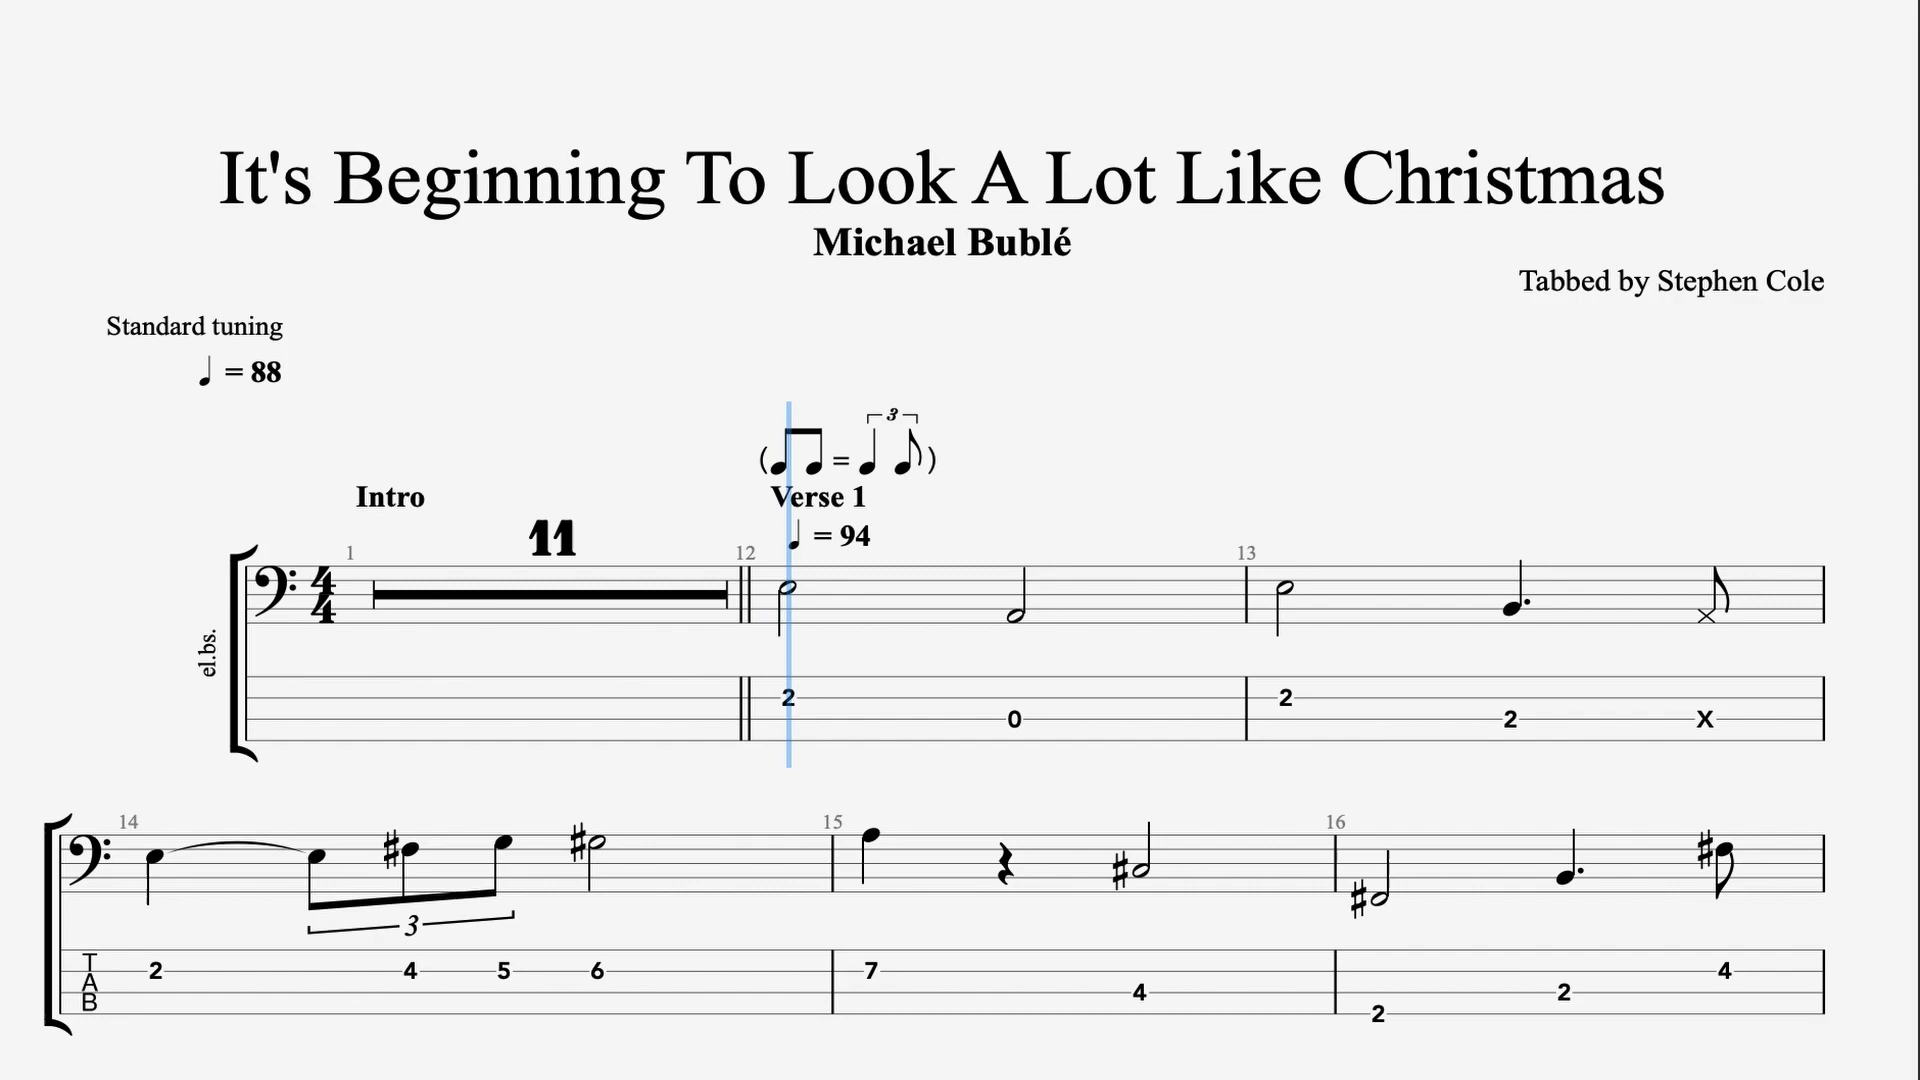 It's Beginning To Look A Lot Like Christmas
Michael Bublé
Tabbed by Stephen Cole
Standard tuning
♩ = 88
(♫ = ♩ ♪) 3
Intro
Verse 1
11
♩ = 94
1 12 13
4
4
el.bs.
2 0 2 2 X
14 15 16
3
T
A
B
2 4 5 6 7 4 2 2 4